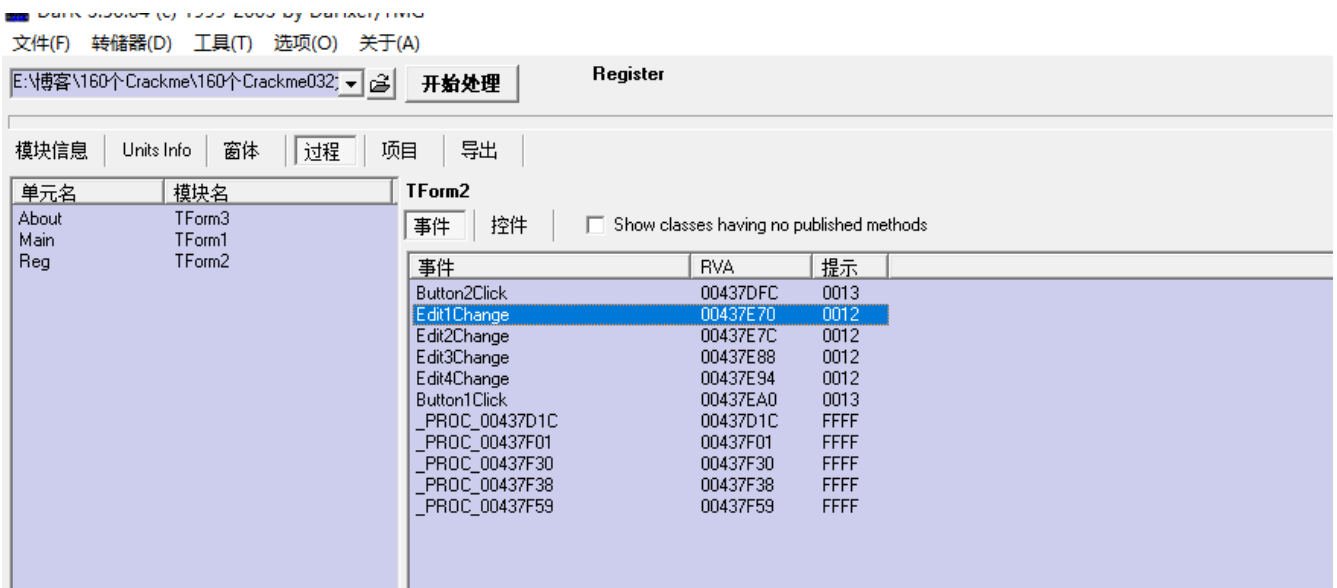 文件(F) 转储器(D) 工具(T) 选项(O) 关于(A)
E:\博客\160个Crackme\160个Crackme032; 开始处理 Register
模块信息 Units Info 窗体 过程 项目 导出
单元名 模块名
About TForm3
Main TForm1
Reg TForm2
TForm2
事件 控件 Show classes having no published methods
事件 RVA 提示
Button2Click 00437DFC 0013
Edit1Change 00437E70 0012
Edit2Change 00437E7C 0012
Edit3Change 00437E88 0012
Edit4Change 00437E94 0012
Button1Click 00437EA0 0013
_PROC_00437D1C 00437D1C FFFF
_PROC_00437F01 00437F01 FFFF
_PROC_00437F30 00437F30 FFFF
_PROC_00437F38 00437F38 FFFF
_PROC_00437F59 00437F59 FFFF